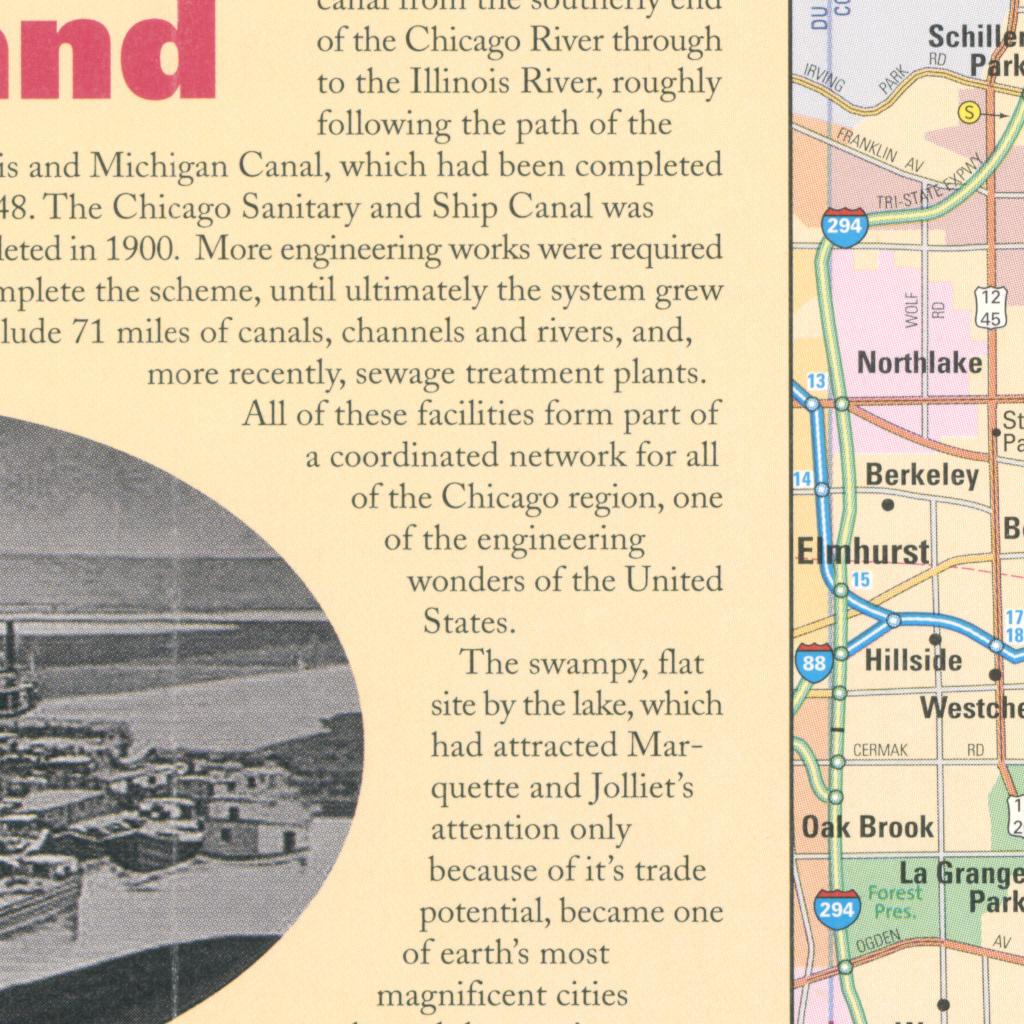 and
canal from the southerly end
of the Chicago River through
to the Illinois River, roughly
following the path of the
is and Michigan Canal, which had been completed
48. The Chicago Sanitary and Ship Canal was
leted in 1900. More engineering works were required
mplete the scheme, until ultimately the system grew
lude 71 miles of canals, channels and rivers, and,
more recently, sewage treatment plants.
All of these facilities form part of
a coordinated network for all
of the Chicago region, one
of the engineering
wonders of the United
States.
The swampy, flat
site by the lake, which
had attracted Mar-
quette and Jolliet's
attention only
because of it's trade
potential, became one
of earth's most
magnificent cities
DU
CO
Schiller
Park
IRVING PARK RD
S
FRANKLIN AV
TRI-STATE EXPWY
294
WOLF RD
12
45
Northlake
13
St
Pa
Berkeley
14
Be
Elmhurst
15
17
18
88
Hillside
Westche
CERMAK RD
1
2
Oak Brook
La Grange
Park
Forest
Pres.
294
OGDEN AV